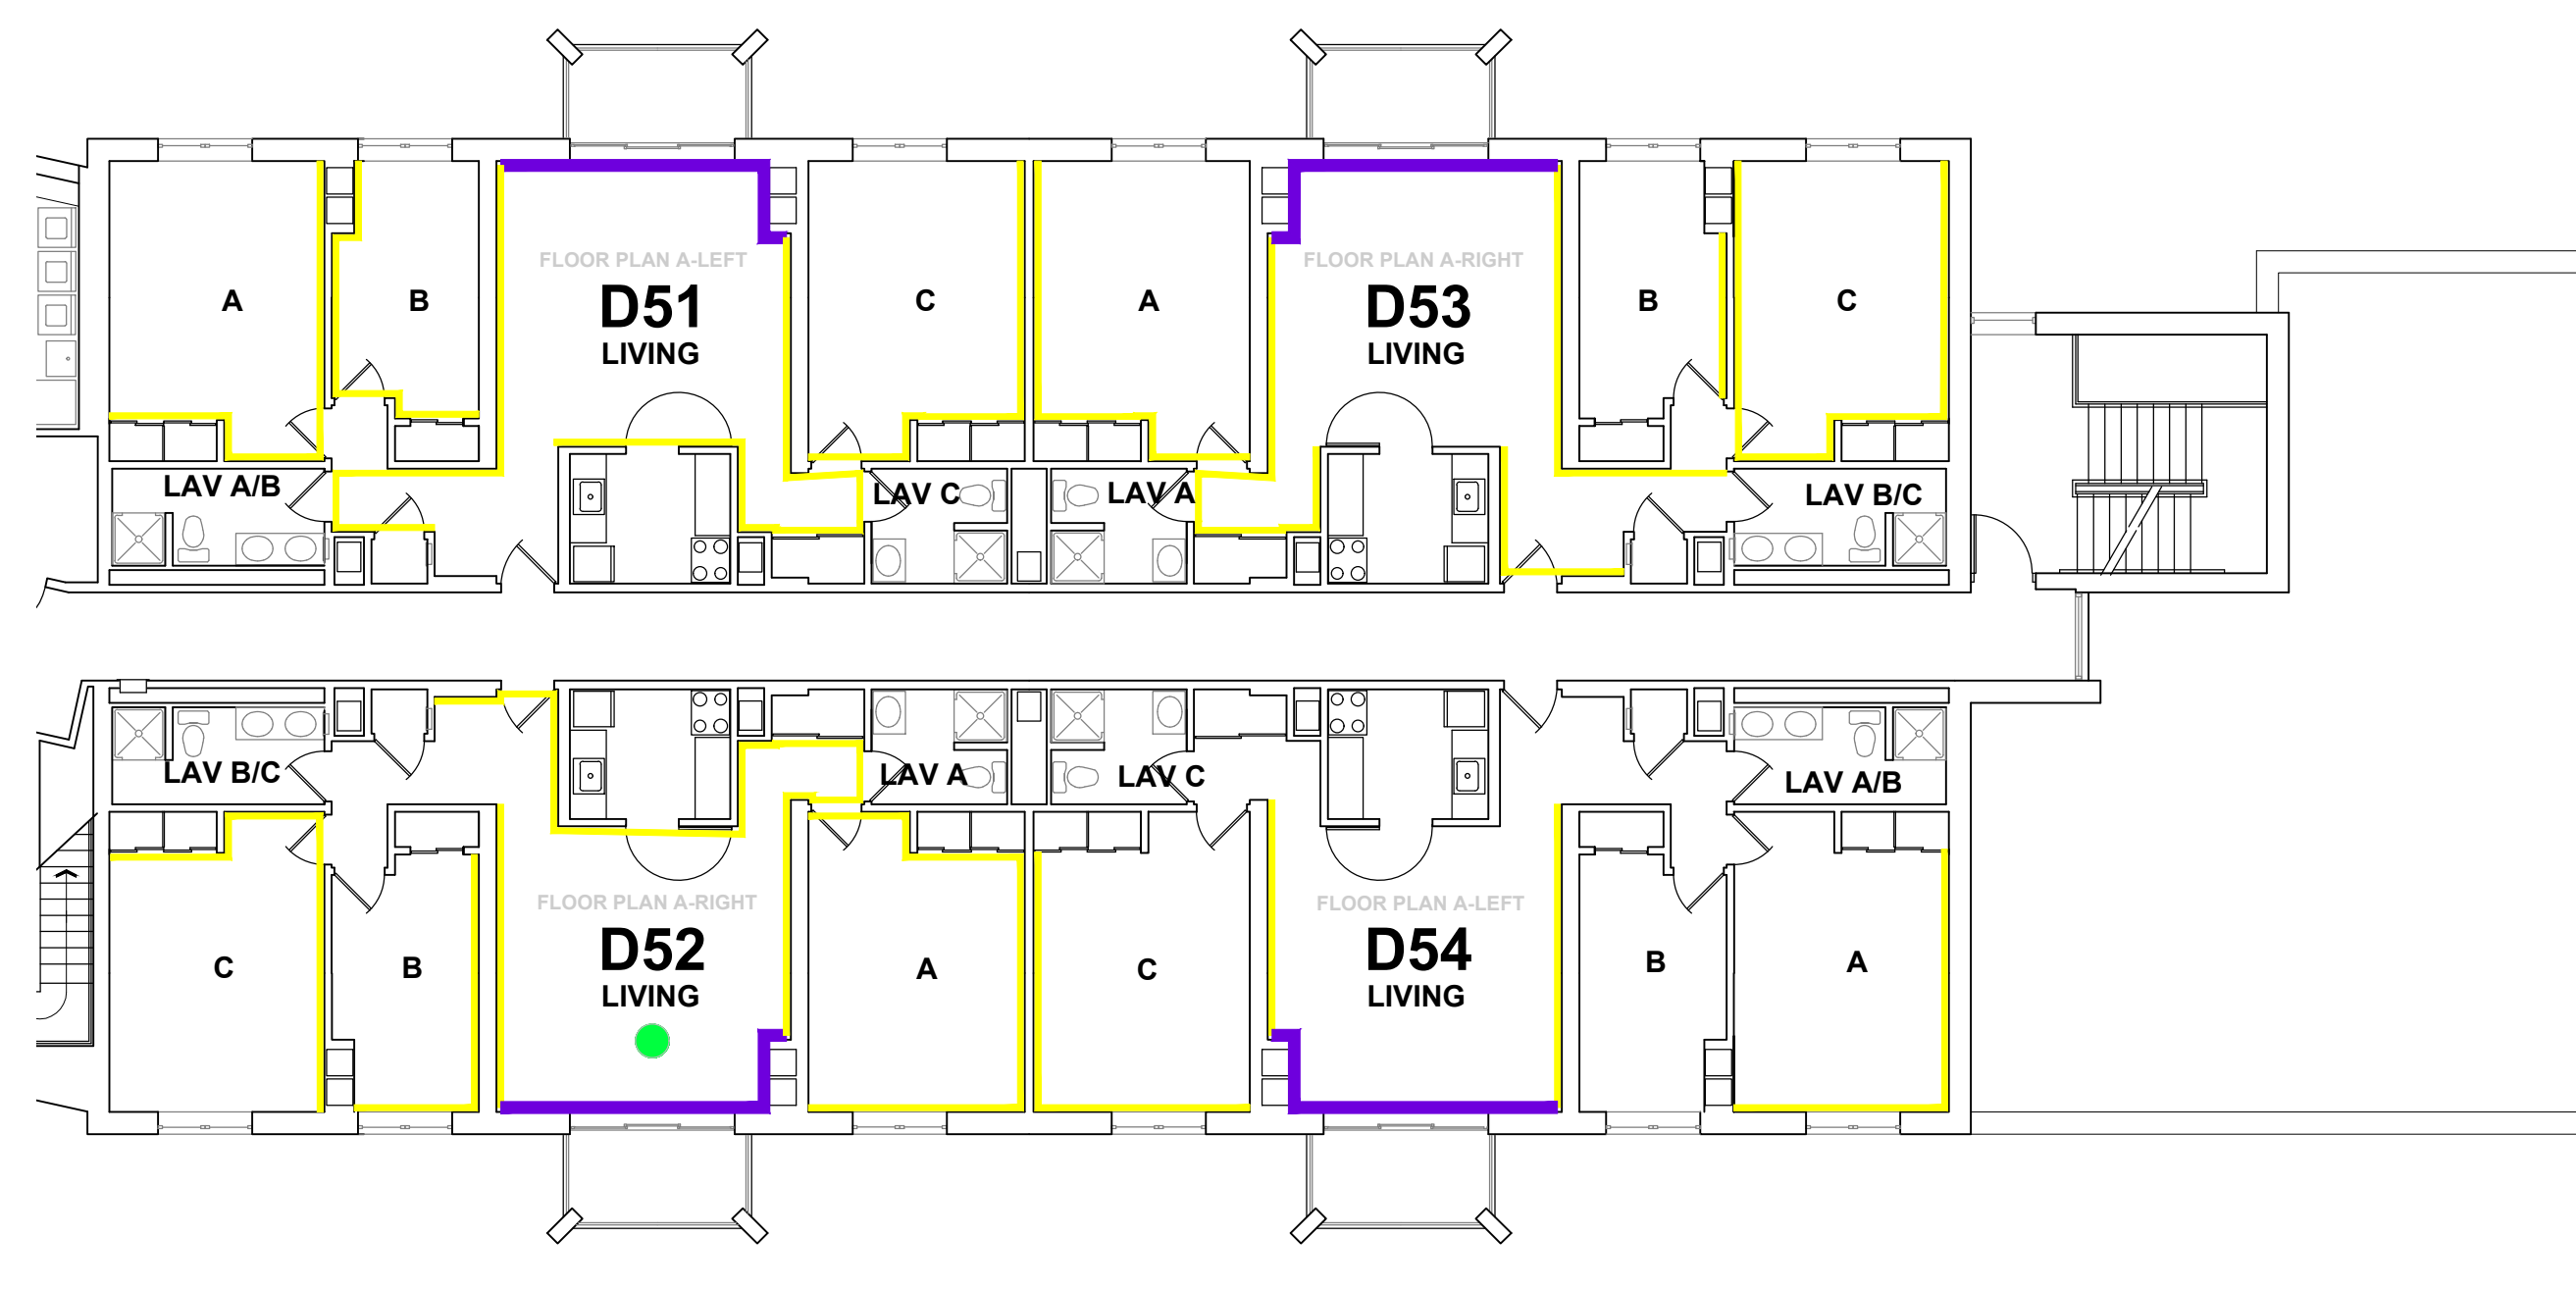 FLOOR PLAN A-LEFT
D51
LIVING
A
B
C
LAV A/B
LAV C
FLOOR PLAN A-RIGHT
D53
LIVING
A
B
C
LAV A
LAV B/C
LAV B/C
LAV A
FLOOR PLAN A-RIGHT
D52
LIVING
C
B
A
LAV C
LAV A/B
FLOOR PLAN A-LEFT
D54
LIVING
C
B
A